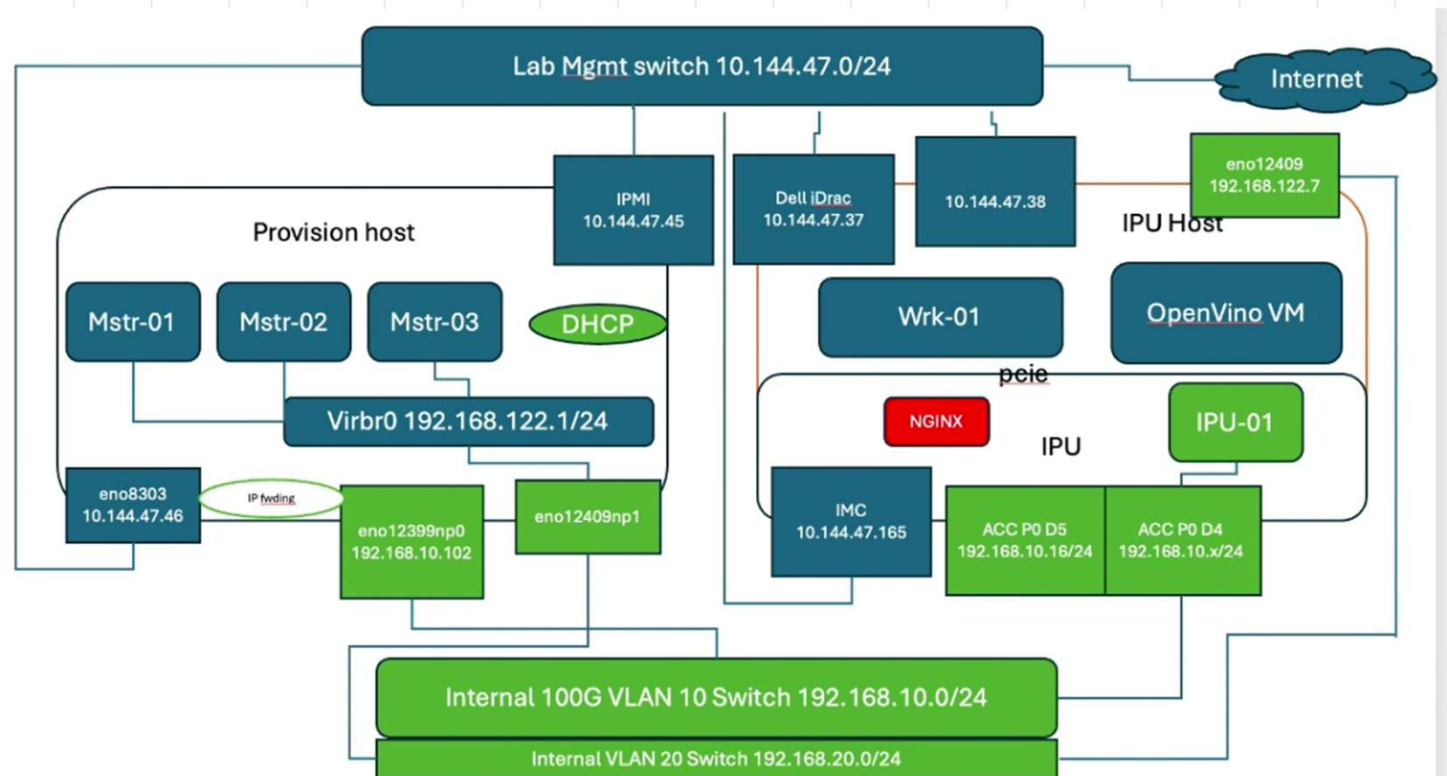 Lab Mgmt switch 10.144.47.0/24
Internet
eno12409
192.168.122.7
IPMI
10.144.47.45
Dell iDrac
10.144.47.37
10.144.47.38
Provision host
IPU Host
Mstr-01
Mstr-02
Mstr-03
DHCP
Wrk-01
OpenVino VM
pcie
Virbr0 192.168.122.1/24
NGINX
IPU-01
IPU
eno8303
10.144.47.46
IP fwding
eno12399np0
192.168.10.102
eno12409np1
IMC
10.144.47.165
ACC P0 D5
192.168.10.16/24
ACC P0 D4
192.168.10.x/24
Internal 100G VLAN 10 Switch 192.168.10.0/24
Internal VLAN 20 Switch 192.168.20.0/24